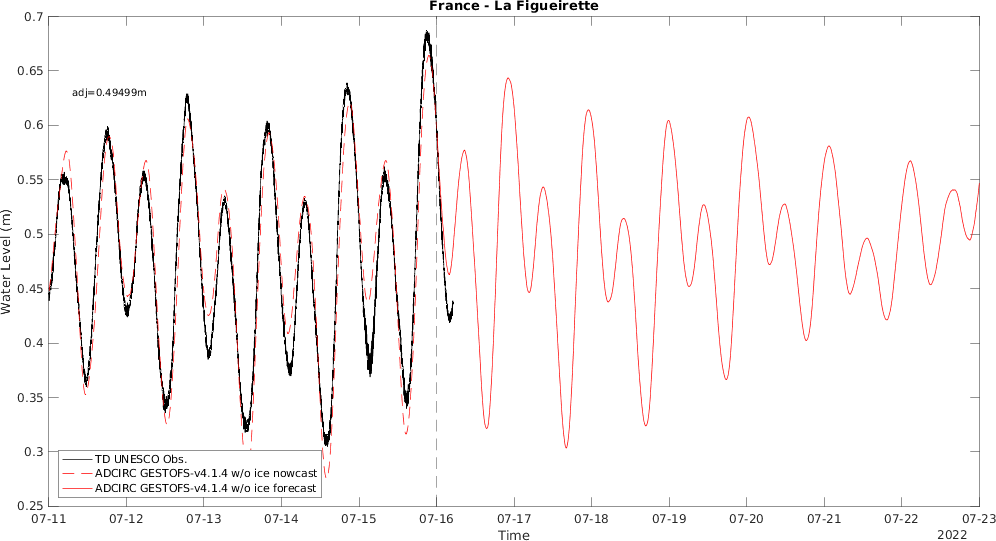 France - La Figueirette
0.7
0.65
0.6
0.55
0.5
0.45
0.4
0.35
0.3
0.25
Water Level (m)
adj=0.49499m
TD UNESCO Obs.
ADCIRC GESTOFS-v4.1.4 w/o ice nowcast
ADCIRC GESTOFS-v4.1.4 w/o ice forecast
07-11 07-12 07-13 07-14 07-15 07-16 07-17 07-18 07-19 07-20 07-21 07-22 07-23
Time
2022